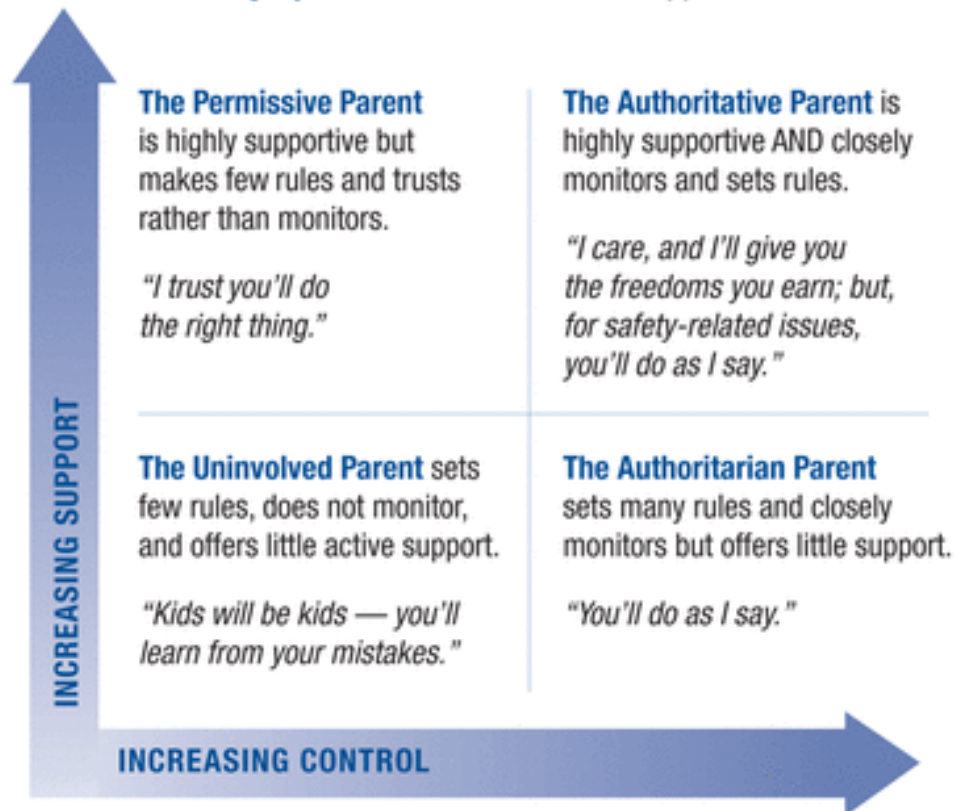 The Permissive Parent
is highly supportive but
makes few rules and trusts
rather than monitors.
“I trust you’ll do
the right thing.”
The Authoritative Parent is
highly supportive AND closely
monitors and sets rules.
“I care, and I’ll give you
the freedoms you earn; but,
for safety-related issues,
you’ll do as I say.”
The Uninvolved Parent sets
few rules, does not monitor,
and offers little active support.
“Kids will be kids — you’ll
learn from your mistakes.”
The Authoritarian Parent
sets many rules and closely
monitors but offers little support.
“You’ll do as I say.”
INCREASING SUPPORT
INCREASING CONTROL